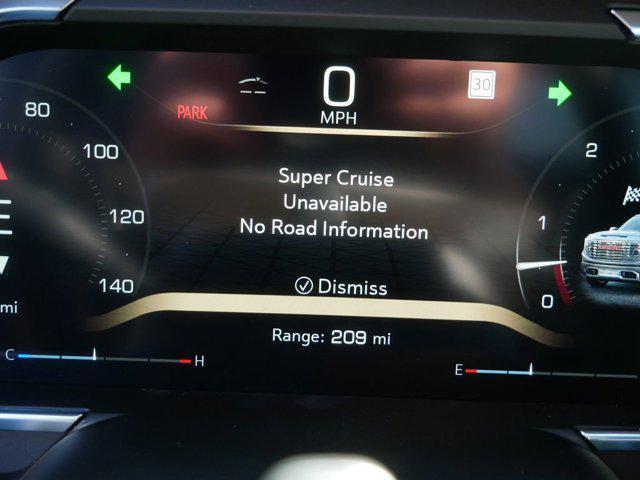 0
MPH
PARK
30
80
100
120
140
mi
Super Cruise
Unavailable
No Road Information
Dismiss
Range: 209 mi
C
H
2
1
0
E